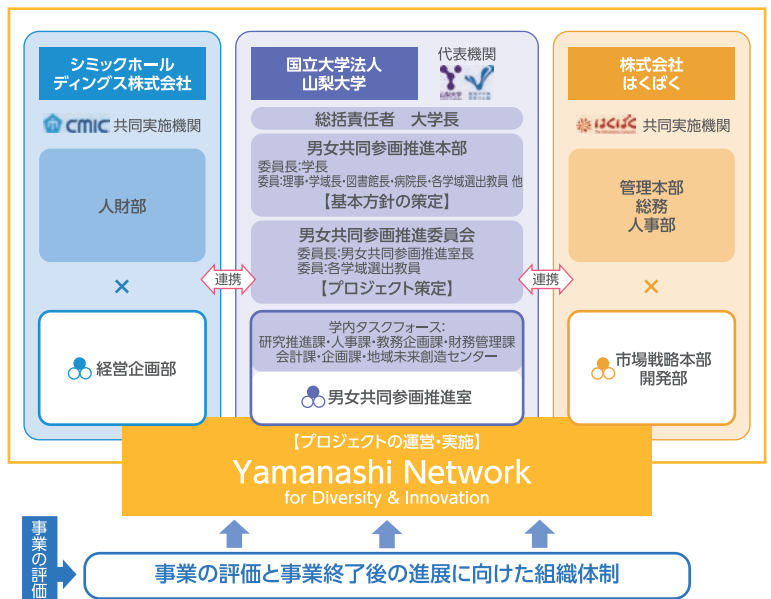 シミックホール
ディングス株式会社
CMIC 共同実施機関
人財部
×
経営企画部
国立大学法人
山梨大学
代表機関
総括責任者 大学長
男女共同参画推進本部
委員長:学長
委員:理事・学域長・図書館長・病院長・各学域選出教員 他
【基本方針の策定】
男女共同参画推進委員会
委員長:男女共同参画推進室長
委員:各学域選出教員
【プロジェクト策定】
連携
連携
学内タスクフォース:
研究推進課・人事課・教務企画課・財務管理課
会計課・企画課・地域未来創造センター
男女共同参画推進室
株式会社
はくばく
はくばく 共同実施機関
管理本部
総務
人事部
×
市場戦略本部
開発部
【プロジェクトの運営・実施】
Yamanashi Network
for Diversity & Innovation
事業の評価
事業の評価と事業終了後の進展に向けた組織体制